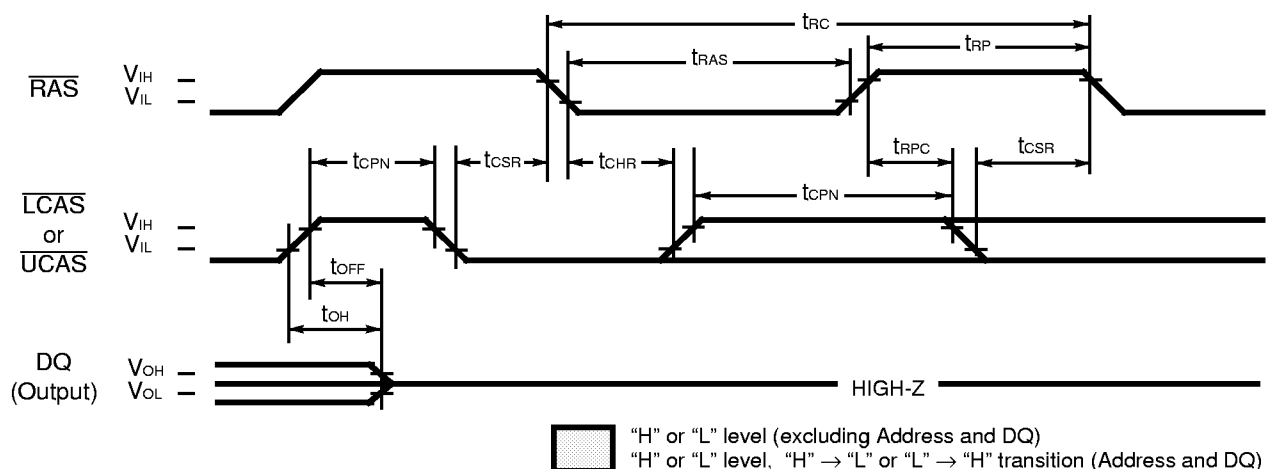 tRC
tRP
tRAS
RAS
VIH
VIL
tCPN
tCSR
tCHR
tRPC
tCSR
tCPN
LCAS
or
UCAS
VIH
VIL
tOFF
tOH
DQ
(Output)
VOH
VOL
HIGH-Z
“H” or “L” level (excluding Address and DQ)
“H” or “L” level, “H” → “L” or “L” → “H” transition (Address and DQ)